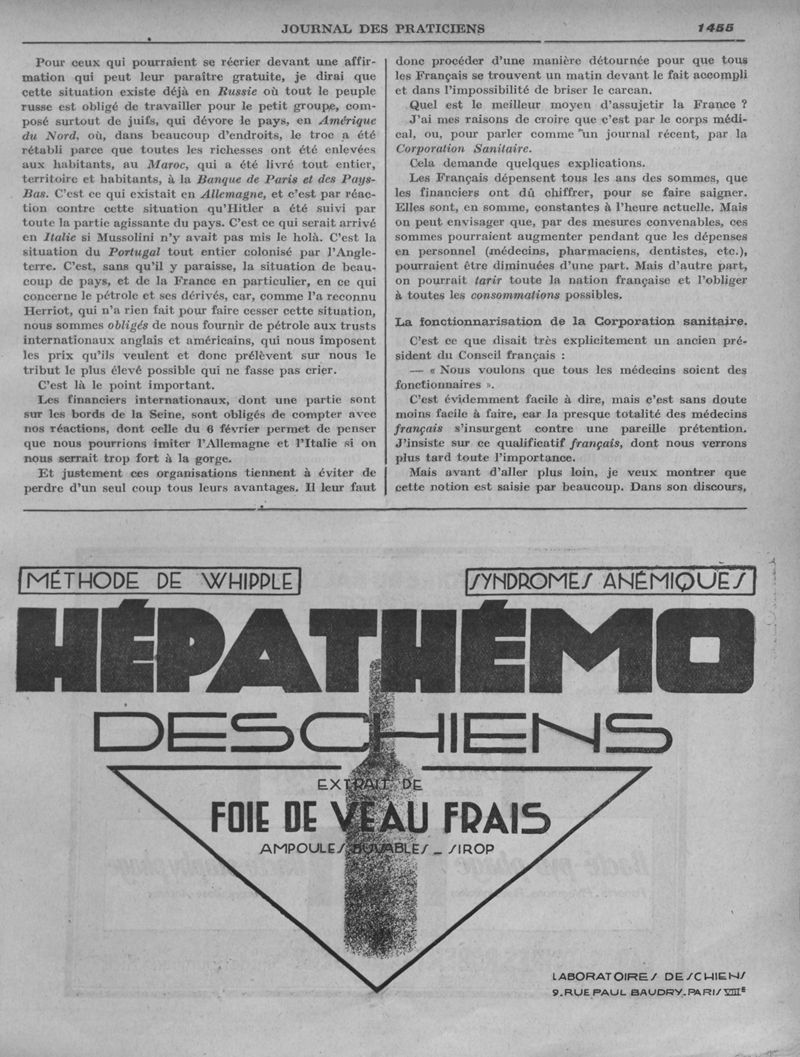 JOURNAL DES PRATICIENS
1455
Pour ceux qui pourraient se récrier devant une affir-
mation qui peut leur paraître gratuite, je dirai que
cette situation existe déjà en Russie où tout le peuple
russe est obligé de travailler pour le petit groupe, com-
posé surtout de juifs, qui dévore le pays, en Amérique
du Nord, où, dans beaucoup d'endroits, le troc a été
rétabli parce que toutes les richesses ont été enlevées
aux habitants, au Maroc, qui a été livré tout entier,
territoire et habitants, à la Banque de Paris et des Pays-
Bas. C'est ce qui existait en Allemagne, et c'est par réac-
tion contre cette situation qu'Hitler a été suivi par
toute la partie agissante du pays. C'est ce qui serait arrivé
en Italie si Mussolini n'y avait pas mis le holà. C'est la
situation du Portugal tout entier colonisé par l'Angle-
terre. C'est, sans qu'il y paraisse, la situation de beau-
coup de pays, et de la France en particulier, en ce qui
concerne le pétrole et ses dérivés, car, comme l'a reconnu
Herriot, qui n'a rien fait pour faire cesser cette situation,
nous sommes obligés de nous fournir de pétrole aux trusts
internationaux anglais et américains, qui nous imposent
les prix qu'ils veulent et donc prélèvent sur nous le
tribut le plus élevé possible qui ne fasse pas crier.
C'est là le point important.
Les financiers internationaux, dont une partie sont
sur les bords de la Seine, sont obligés de compter avec
nos réactions, dont celle du 6 février permet de penser
que nous pourrions imiter l'Allemagne et l'Italie si on
nous serrait trop fort à la gorge.
Et justement ces organisations tiennent à éviter de
perdre d'un seul coup tous leurs avantages. Il leur faut
donc procéder d'une manière détournée pour que tous
les Français se trouvent un matin devant le fait accompli
et dans l'impossibilité de briser le carcan.
Quel est le meilleur moyen d'assujetir la France ?
J'ai mes raisons de croire que c'est par le corps médi-
cal, ou, pour parler comme un journal récent, par la
Corporation Sanitaire.
Cela demande quelques explications.
Les Français dépensent tous les ans des sommes, que
les financiers ont dû chiffrer, pour se faire saigner.
Elles sont, en somme, constantes à l'heure actuelle. Mais
on peut envisager que, par des mesures convenables, ces
sommes pourraient augmenter pendant que les dépenses
en personnel (médecins, pharmaciens, dentistes, etc.),
pourraient être diminuées d'une part. Mais d'autre part,
on pourrait tarir toute la nation française et l'obliger
à toutes les consommations possibles.
La fonctionnarisation de la Corporation sanitaire.
C'est ce que disait très explicitement un ancien pré-
sident du Conseil français :
— « Nous voulons que tous les médecins soient des
fonctionnaires ».
C'est évidemment facile à dire, mais c'est sans doute
moins facile à faire, car la presque totalité des médecins
français s'insurgent contre une pareille prétention.
J'insiste sur ce qualificatif français, dont nous verrons
plus tard toute l'importance.
Mais avant d'aller plus loin, je veux montrer que
cette notion est saisie par beaucoup. Dans son discours,
MÉTHODE DE WHIPPLE
SYNDROMES ANÉMIQUES
HÉPATHÉMO
DESCHIENS
EXTRAIT DE
FOIE DE VEAU FRAIS
AMPOULES BUVABLES _ SIROP
LABORATOIRES DESCHIENS
9.RUE PAUL BAUDRY.PARIS VIIIE